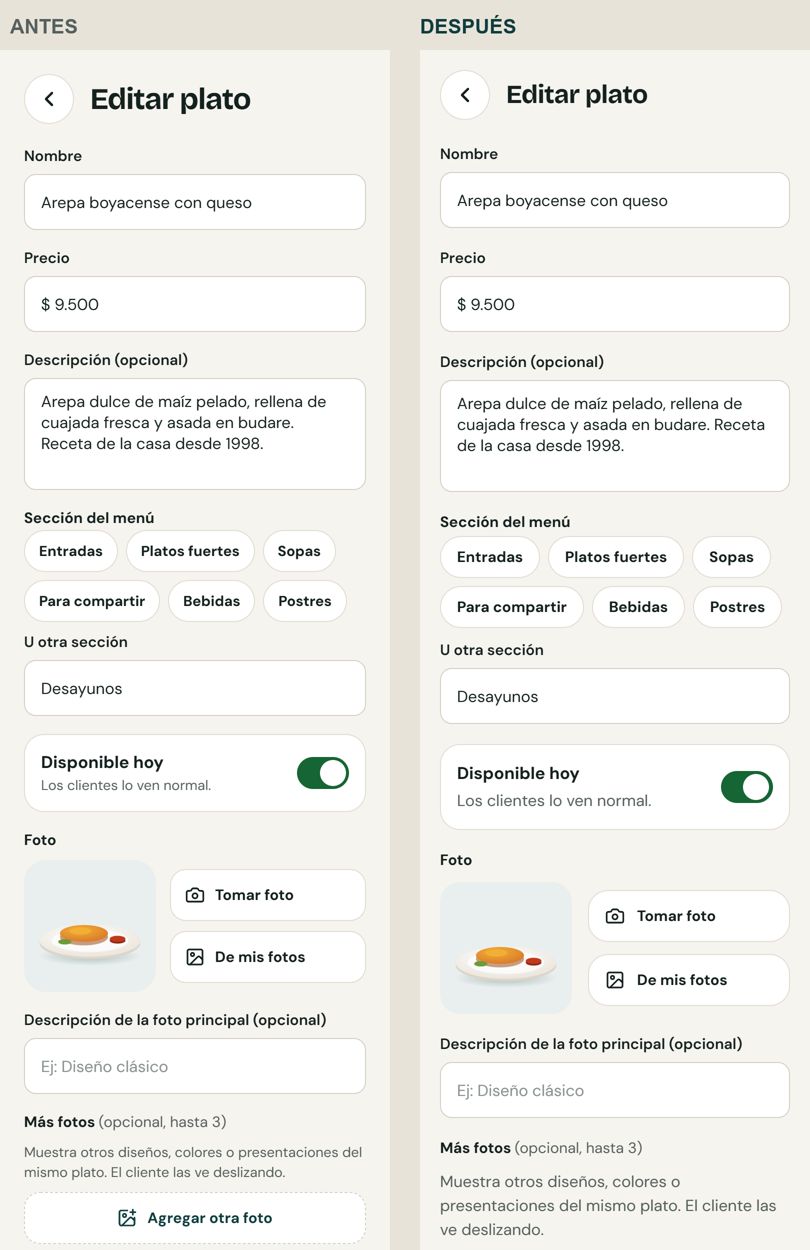 ANTES
Editar plato
Nombre
Arepa boyacense con queso
Precio
$ 9.500
Descripción (opcional)
Arepa dulce de maíz pelado, rellena de
cuajada fresca y asada en budare.
Receta de la casa desde 1998.
Sección del menú
Entradas Platos fuertes Sopas
Para compartir Bebidas Postres
U otra sección
Desayunos
Disponible hoy
Los clientes lo ven normal.
Foto
Tomar foto
De mis fotos
Descripción de la foto principal (opcional)
Ej: Diseño clásico
Más fotos (opcional, hasta 3)
Muestra otros diseños, colores o presentaciones del
mismo plato. El cliente las ve deslizando.
Agregar otra foto
DESPUÉS
Editar plato
Nombre
Arepa boyacense con queso
Precio
$ 9.500
Descripción (opcional)
Arepa dulce de maíz pelado, rellena de
cuajada fresca y asada en budare. Receta
de la casa desde 1998.
Sección del menú
Entradas Platos fuertes Sopas
Para compartir Bebidas Postres
U otra sección
Desayunos
Disponible hoy
Los clientes lo ven normal.
Foto
Tomar foto
De mis fotos
Descripción de la foto principal (opcional)
Ej: Diseño clásico
Más fotos (opcional, hasta 3)
Muestra otros diseños, colores o
presentaciones del mismo plato. El cliente las
ve deslizando.